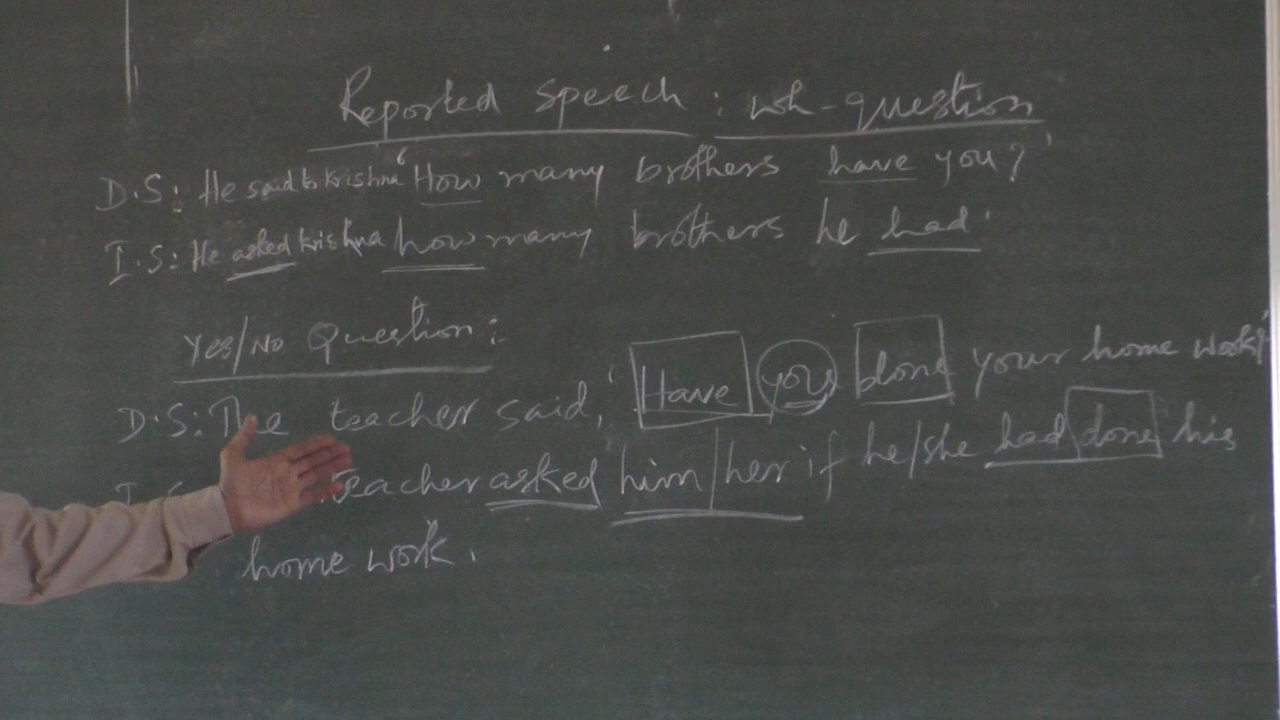 Reported speech : wh-question
D.S: He said to krishna 'How many brothers have you?'
I.S: He asked krishna how many brothers he had.
Yes/No Question:
D.S: The teacher said, 'Have you done your home work?'
I.S teacher asked him/her if he/she had done his
home work.